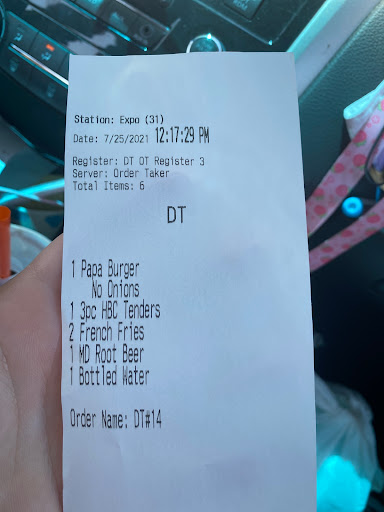 Station: Expo (31)
Date: 7/25/2021 12:17:29 PM
Register: DT OT Register 3
Server: Order Taker
Total Items: 6
DT
1 Papa Burger
No Onions
1 3pc HBC Tenders
2 French Fries
1 MD Root Beer
1 Bottled Water
Order Name: DT#14